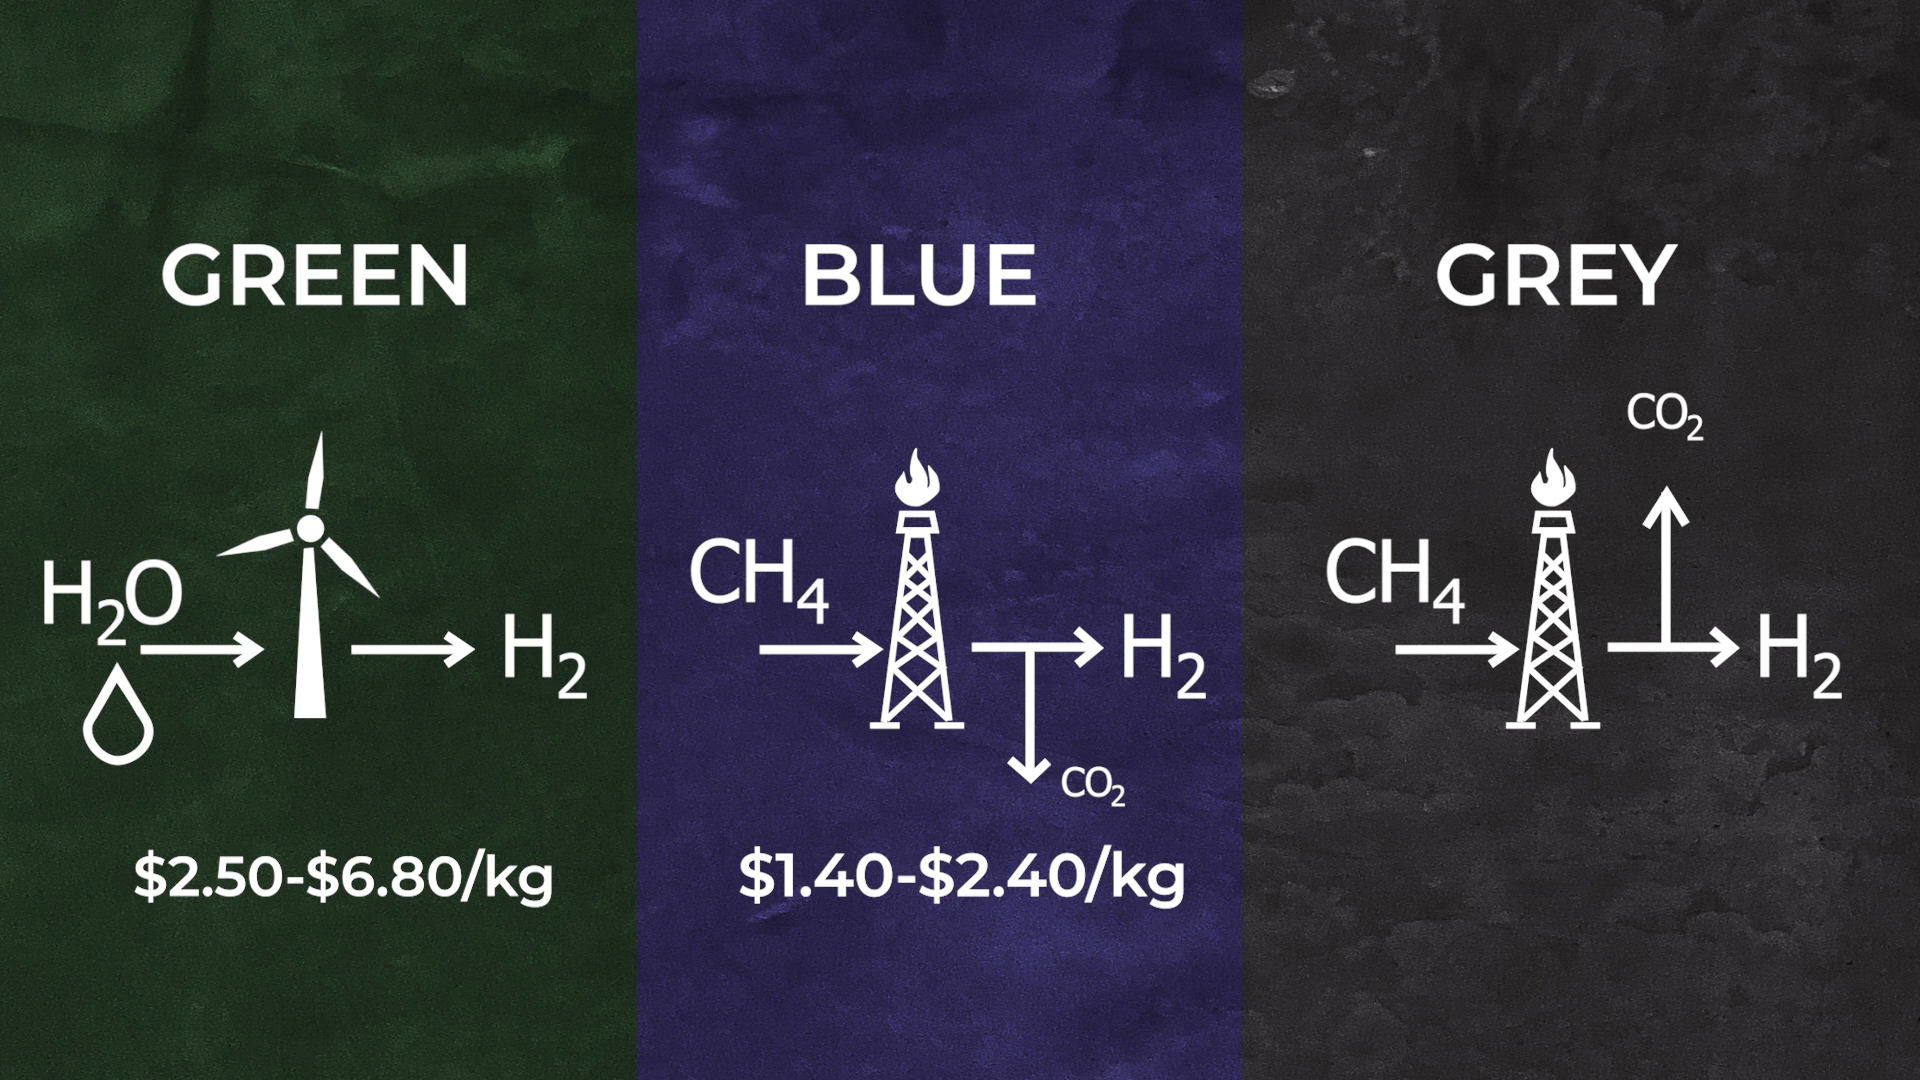 GREEN
H₂O
H₂
$2.50-$6.80/kg
BLUE
CH₄
H₂
CO₂
$1.40-$2.40/kg
GREY
CO₂
CH₄
H₂